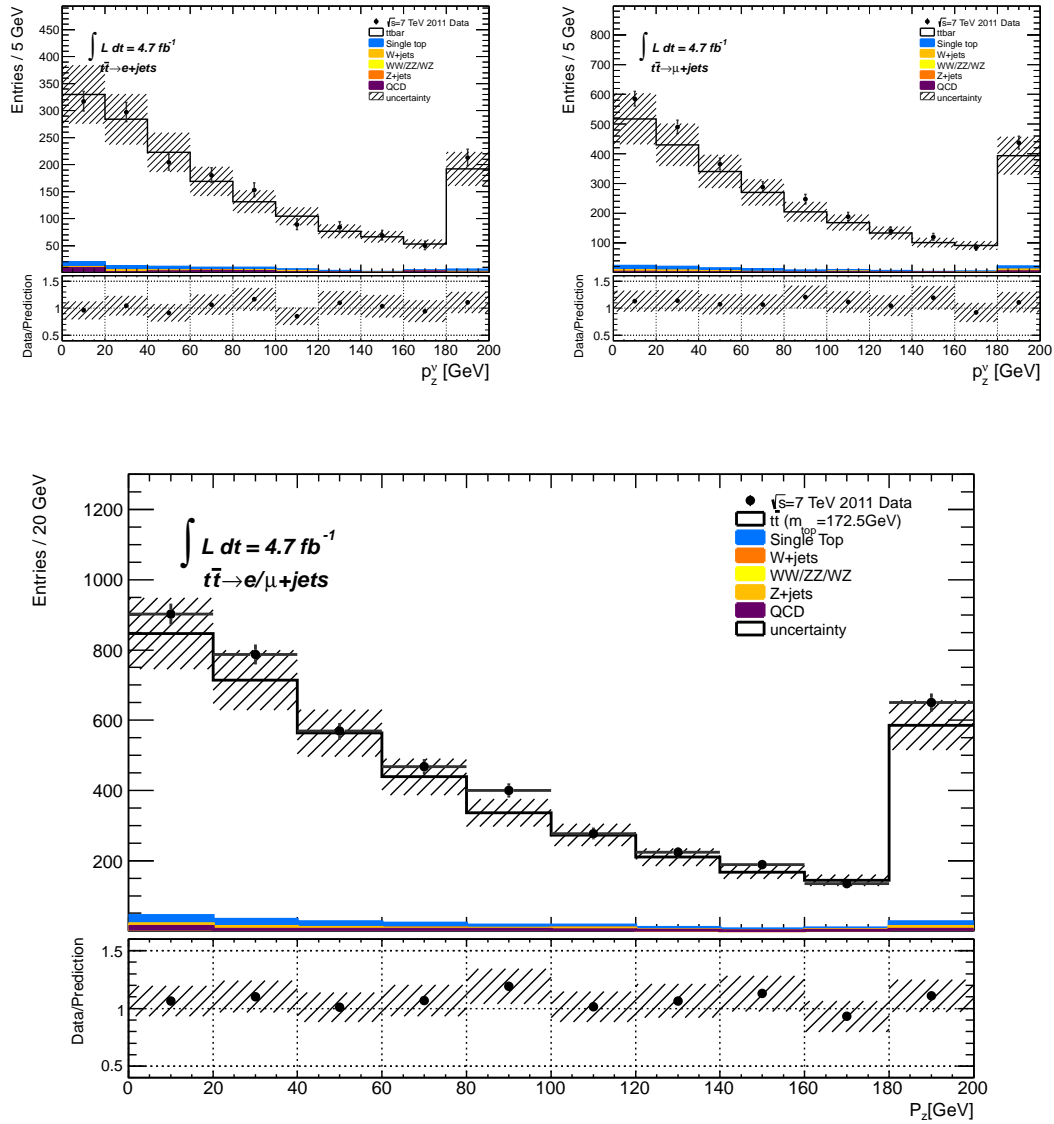 Entries / 5 GeV
450
400
350
300
250
200
150
100
50
∫ L dt = 4.7 fb⁻¹
tt̄→e+jets
√s=7 TeV 2011 Data
ttbar
Single top
W+jets
WW/ZZ/WZ
Z+jets
QCD
uncertainty
Data/Prediction
1.5
1
0.5
0 20 40 60 80 100 120 140 160 180 200
p_z^ν [GeV]
Entries / 5 GeV
800
700
600
500
400
300
200
100
∫ L dt = 4.7 fb⁻¹
tt̄→μ+jets
√s=7 TeV 2011 Data
ttbar
Single top
W+jets
WW/ZZ/WZ
Z+jets
QCD
uncertainty
Data/Prediction
1.5
1
0.5
0 20 40 60 80 100 120 140 160 180 200
p_z^ν [GeV]
Entries / 20 GeV
1200
1000
800
600
400
200
∫ L dt = 4.7 fb⁻¹
tt̄→e/μ+jets
√s=7 TeV 2011 Data
tt̄ (m_top=172.5GeV)
Single Top
W+jets
WW/ZZ/WZ
Z+jets
QCD
uncertainty
Data/Prediction
1.5
1
0.5
0 20 40 60 80 100 120 140 160 180 200
P_z[GeV]